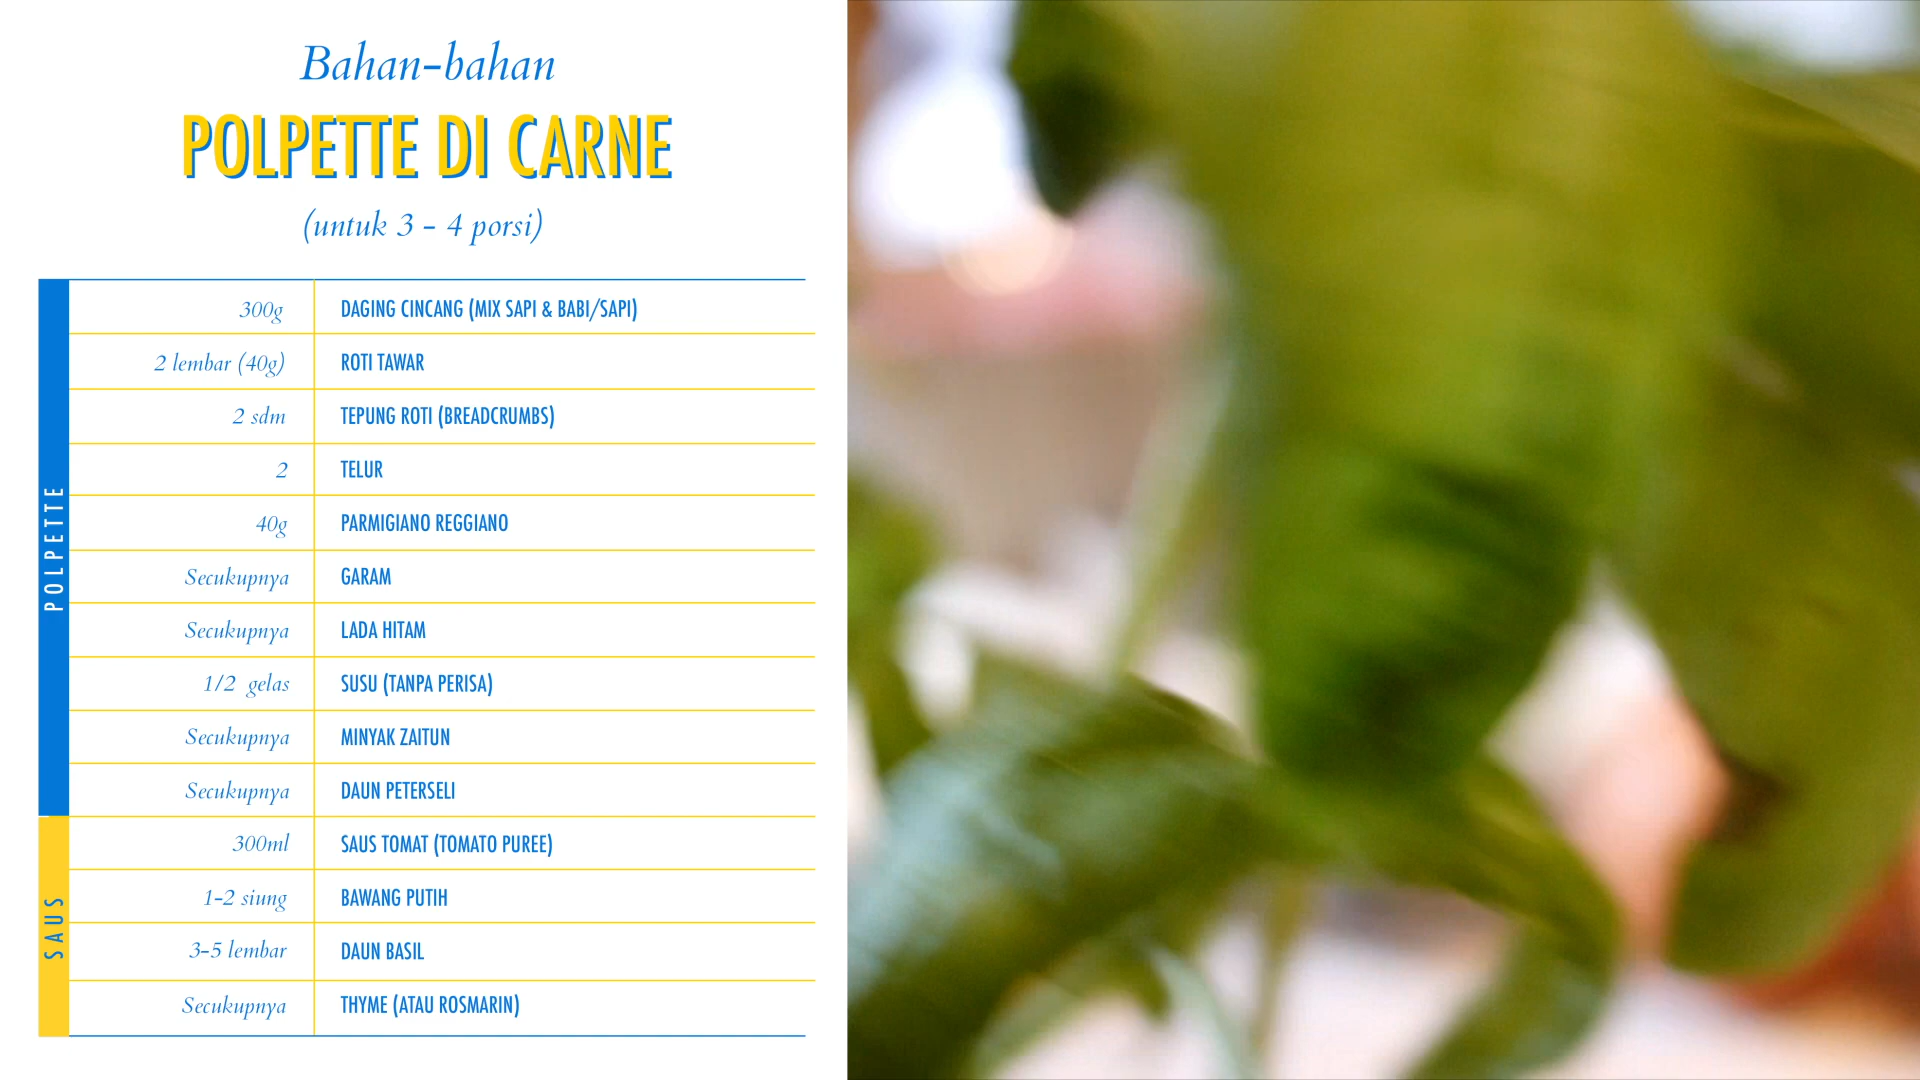 Bahan-bahan
POLPETTE DI CARNE
(untuk 3 - 4 porsi)
POLPETTE
300g DAGING CINCANG (MIX SAPI & BABI/SAPI)
2 lembar (40g) ROTI TAWAR
2 sdm TEPUNG ROTI (BREADCRUMBS)
2 TELUR
40g PARMIGIANO REGGIANO
Secukupnya GARAM
Secukupnya LADA HITAM
1/2 gelas SUSU (TANPA PERISA)
Secukupnya MINYAK ZAITUN
Secukupnya DAUN PETERSELI
SAUS
300ml SAUS TOMAT (TOMATO PUREE)
1-2 siung BAWANG PUTIH
3-5 lembar DAUN BASIL
Secukupnya THYME (ATAU ROSMARIN)